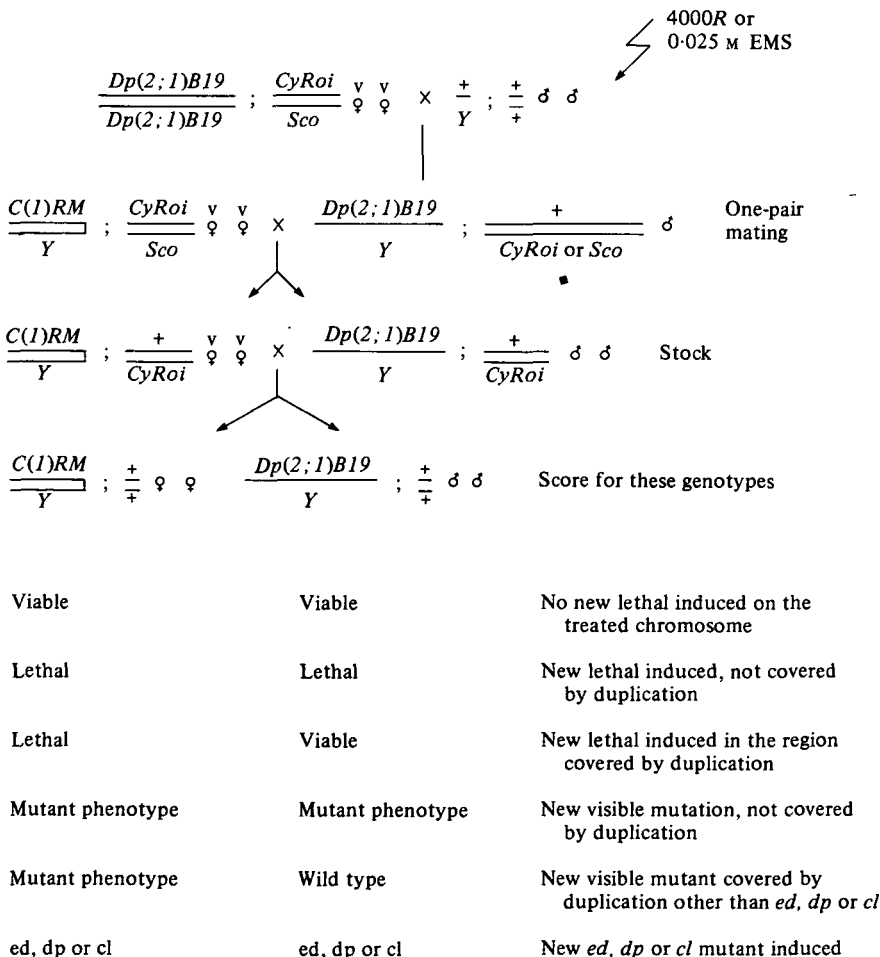 4000R or
0·025 M EMS
Dp(2;1)B19 ; CyRoi v v × + ; + ♂ ♂
Dp(2;1)B19 Sco ♀ ♀ Y +
C(1)RM ; CyRoi v v × Dp(2;1)B19 ; + ♂ One-pair
Y Sco ♀ ♀ Y CyRoi or Sco mating
C(1)RM ; + v v × Dp(2;1)B19 ; + ♂ ♂ Stock
Y CyRoi ♀ ♀ Y CyRoi
C(1)RM ; + ♀ ♀ Dp(2;1)B19 ; + ♂ ♂ Score for these genotypes
Y + Y +
Viable Viable No new lethal induced on the
treated chromosome
Lethal Lethal New lethal induced, not covered
by duplication
Lethal Viable New lethal induced in the region
covered by duplication
Mutant phenotype Mutant phenotype New visible mutation, not covered
by duplication
Mutant phenotype Wild type New visible mutant covered by
duplication other than ed, dp or cl
ed, dp or cl ed, dp or cl New ed, dp or cl mutant induced